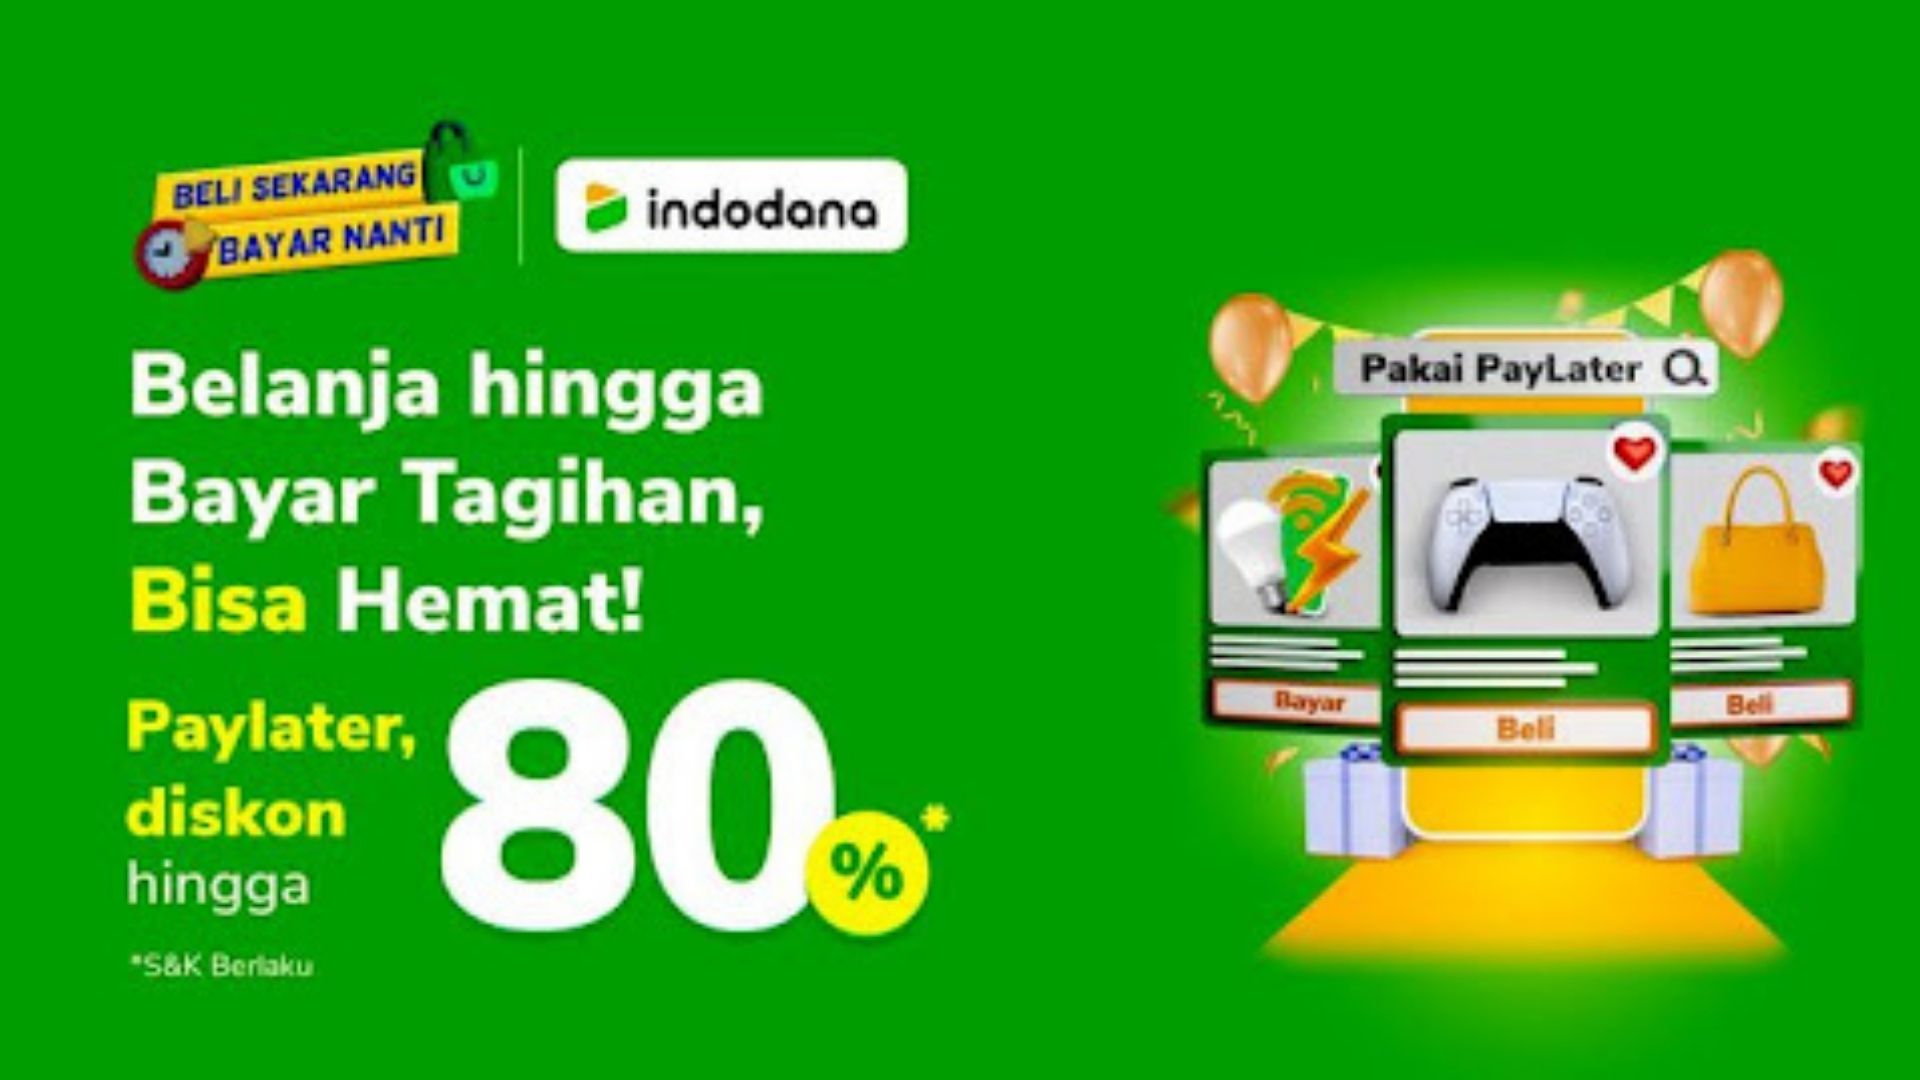 BELI SEKARANG
BAYAR NANTI
indodana
Belanja hingga
Bayar Tagihan,
Bisa Hemat!
Paylater,
diskon
hingga
80%*
*S&K Berlaku
Pakai PayLater
Bayar
Beli
Beli